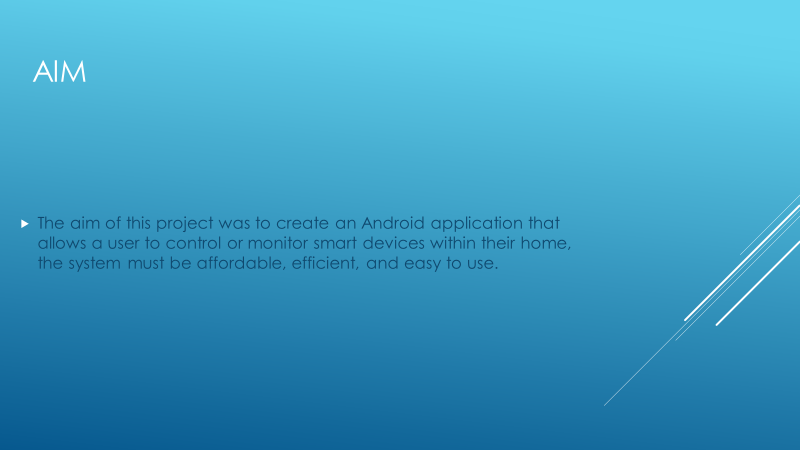 AIM
The aim of this project was to create an Android application that
allows a user to control or monitor smart devices within their home,
the system must be affordable, efficient, and easy to use.